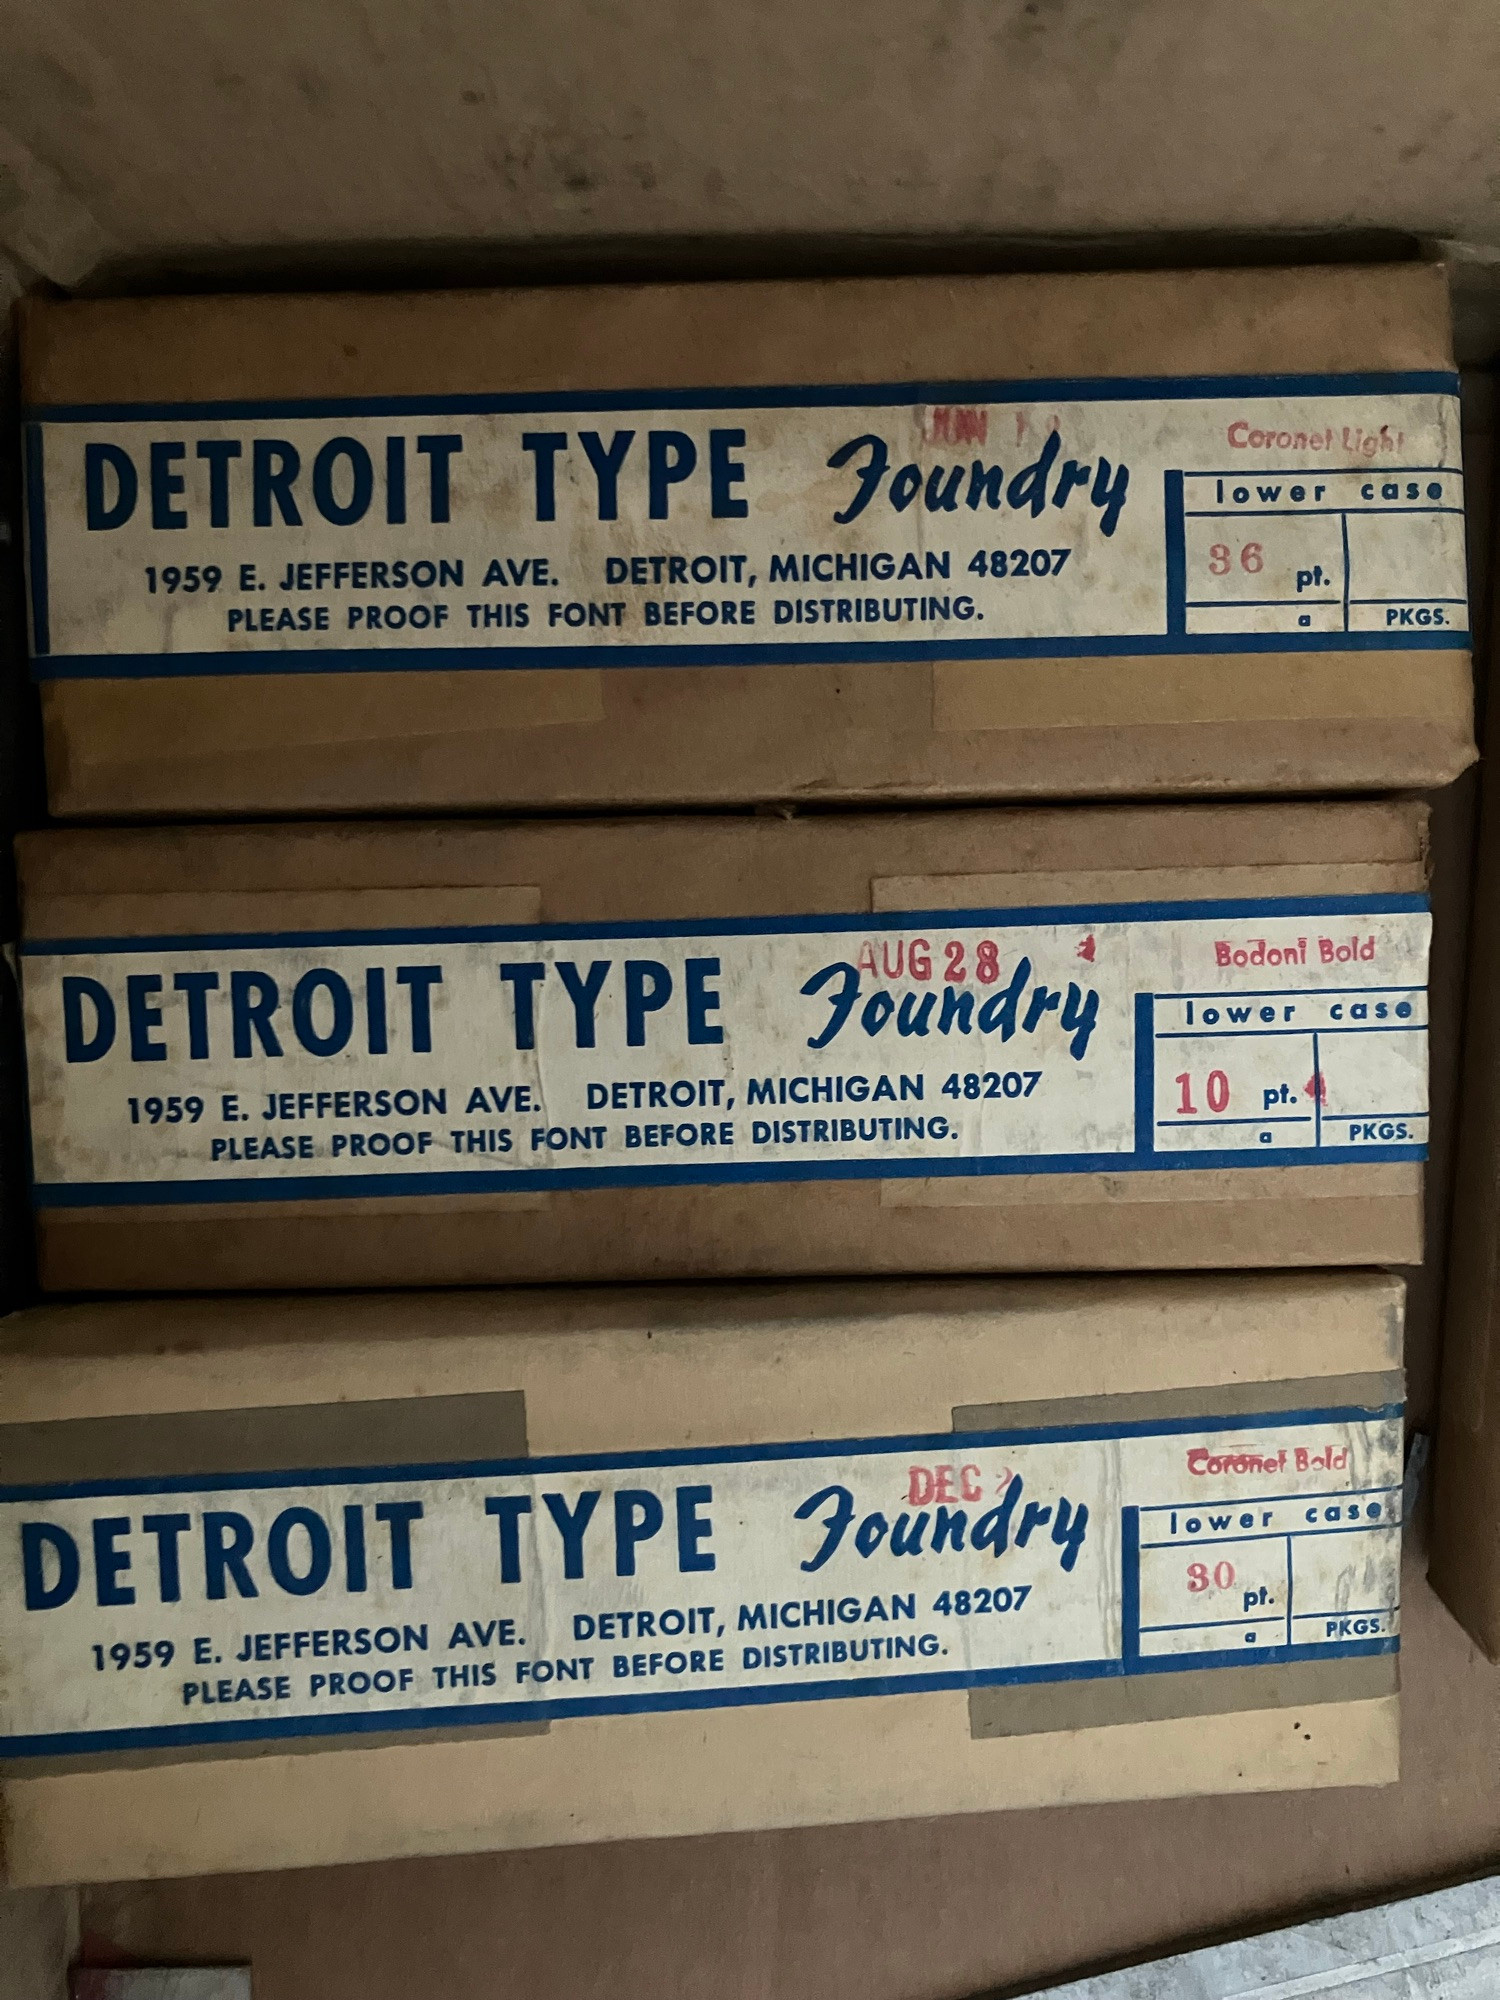 JUN
DETROIT TYPE Foundry
1959 E. JEFFERSON AVE. DETROIT, MICHIGAN 48207
PLEASE PROOF THIS FONT BEFORE DISTRIBUTING.
Coronet Light
lower case
36 pt.
a PKGS.
AUG 28
DETROIT TYPE Foundry
1959 E. JEFFERSON AVE. DETROIT, MICHIGAN 48207
PLEASE PROOF THIS FONT BEFORE DISTRIBUTING.
Bodoni Bold
lower case
10 pt.
a PKGS.
DEC
DETROIT TYPE Foundry
1959 E. JEFFERSON AVE. DETROIT, MICHIGAN 48207
PLEASE PROOF THIS FONT BEFORE DISTRIBUTING.
Coronet Bold
lower case
30 pt.
a PKGS.